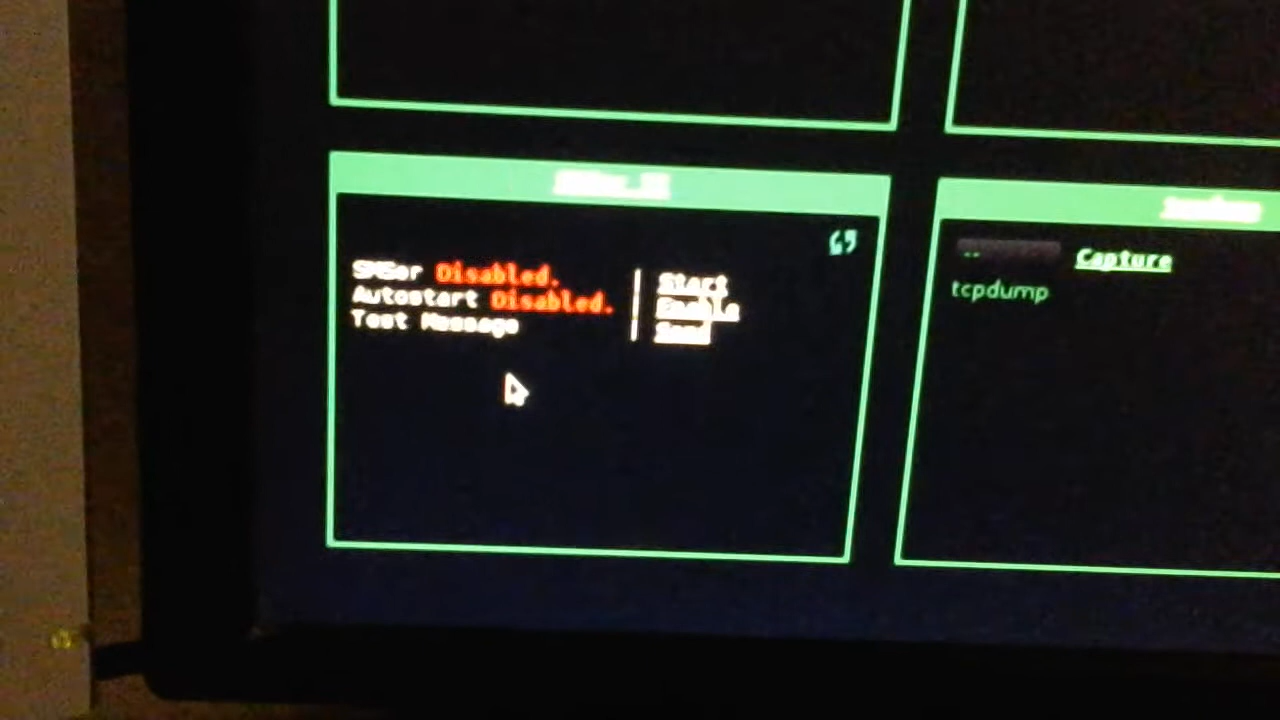 SMSer Disabled. | Start
Autostart Disabled. | Enable
Test Message | Send
-- Capture
tcpdump